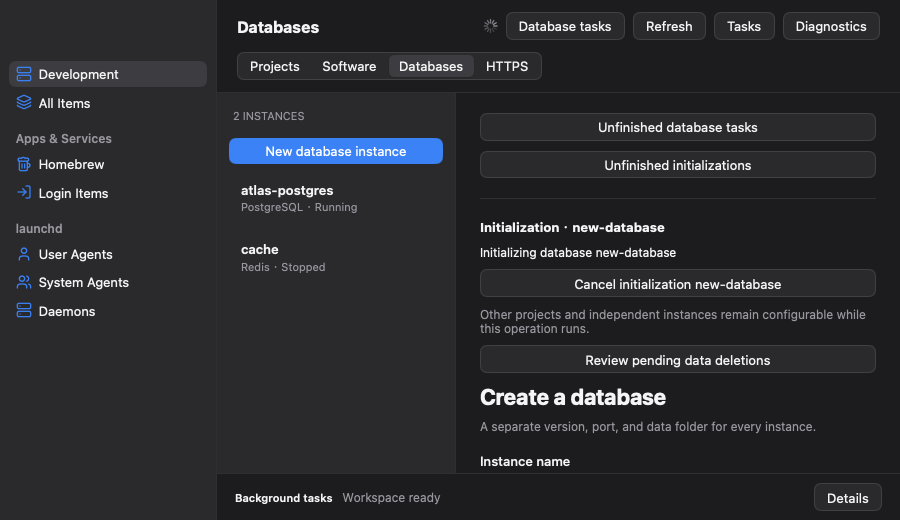 Databases
Database tasks
Refresh
Tasks
Diagnostics
Projects
Software
Databases
HTTPS
Development
All Items
Apps & Services
Homebrew
Login Items
launchd
User Agents
System Agents
Daemons
2 INSTANCES
New database instance
atlas-postgres
PostgreSQL · Running
cache
Redis · Stopped
Unfinished database tasks
Unfinished initializations
Initialization · new-database
Initializing database new-database
Cancel initialization new-database
Other projects and independent instances remain configurable while
this operation runs.
Review pending data deletions
Create a database
A separate version, port, and data folder for every instance.
Instance name
Background tasks Workspace ready
Details